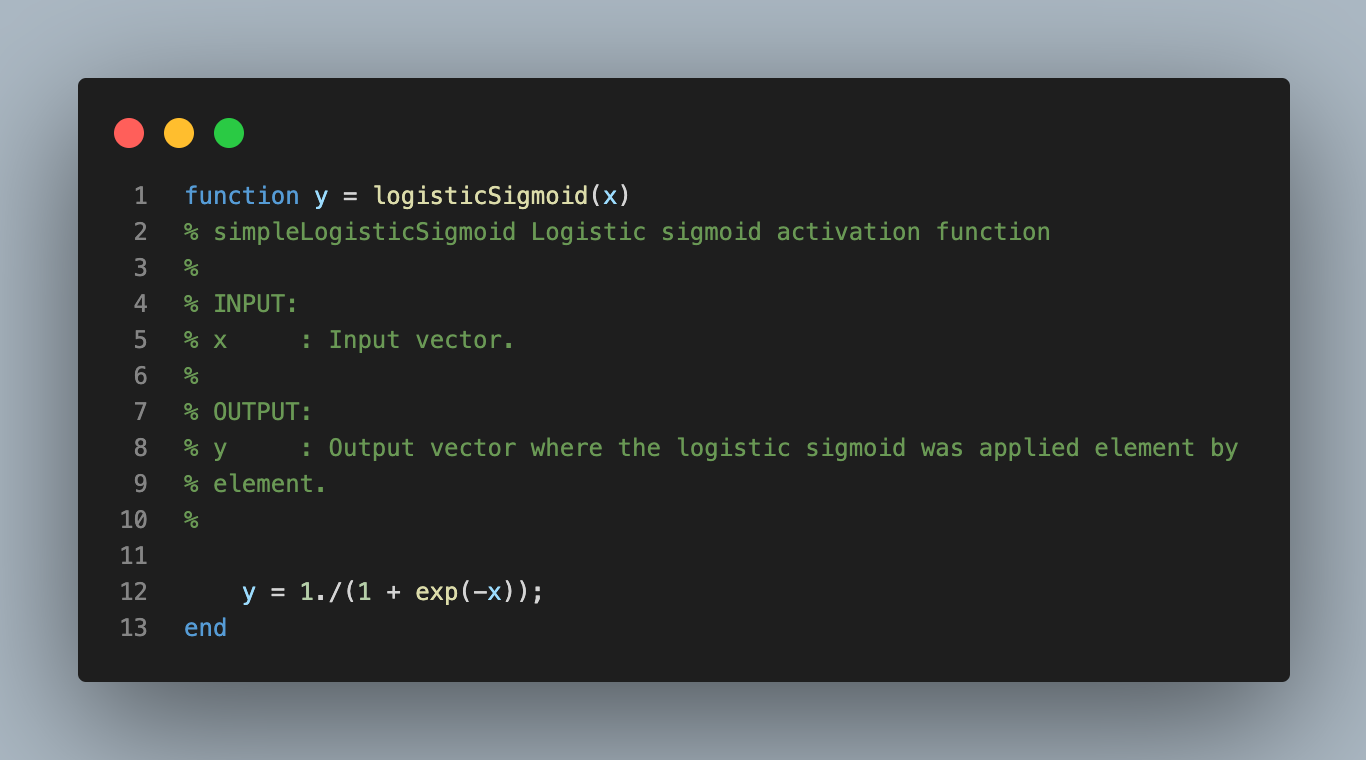 1 function y = logisticSigmoid(x)
2 % simpleLogisticSigmoid Logistic sigmoid activation function
3 %
4 % INPUT:
5 % x     : Input vector.
6 %
7 % OUTPUT:
8 % y     : Output vector where the logistic sigmoid was applied element by
9 % element.
10 %
11
12     y = 1./(1 + exp(-x));
13 end